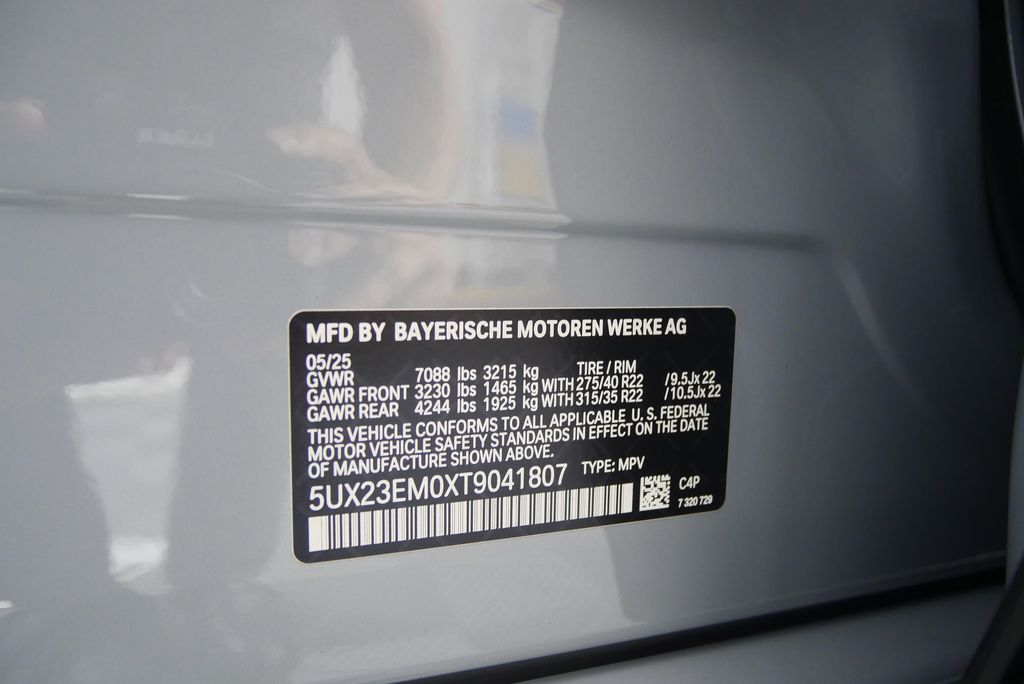 MFD BY BAYERISCHE MOTOREN WERKE AG
05/25
GVWR 7088 lbs 3215 kg TIRE / RIM
GAWR FRONT 3230 lbs 1465 kg WITH 275/40 R22 / 9.5Jx 22
GAWR REAR 4244 lbs 1925 kg WITH 315/35 R22 / 10.5Jx 22
THIS VEHICLE CONFORMS TO ALL APPLICABLE U. S. FEDERAL
MOTOR VEHICLE SAFETY STANDARDS IN EFFECT ON THE DATE
OF MANUFACTURE SHOWN ABOVE.
5UX23EM0XT9041807 TYPE: MPV
C4P
7 320 729